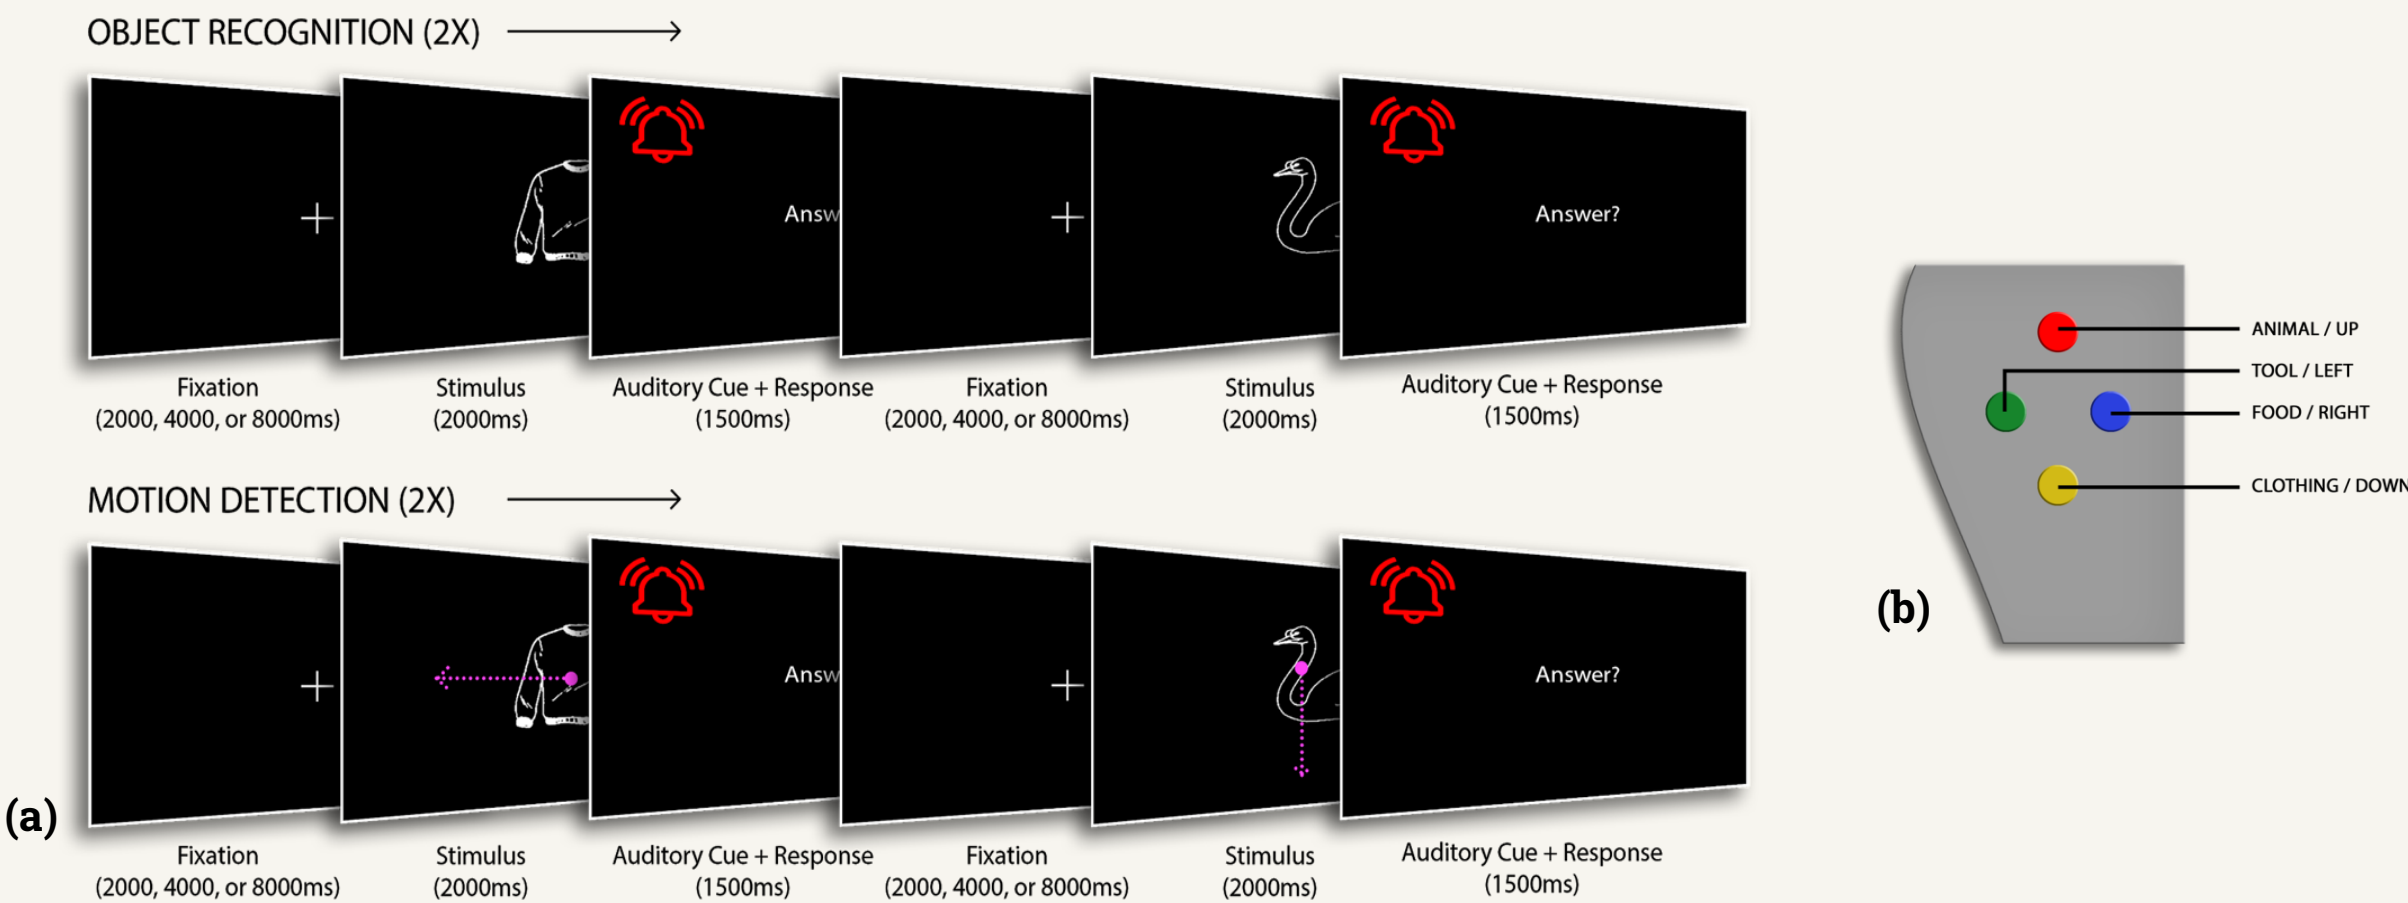 OBJECT RECOGNITION (2X)
Answ
Answer?
Fixation
(2000, 4000, or 8000ms)
Stimulus
(2000ms)
Auditory Cue + Response
(1500ms)
Fixation
(2000, 4000, or 8000ms)
Stimulus
(2000ms)
Auditory Cue + Response
(1500ms)
MOTION DETECTION (2X)
Answ
Answer?
(a)
Fixation
(2000, 4000, or 8000ms)
Stimulus
(2000ms)
Auditory Cue + Response
(1500ms)
Fixation
(2000, 4000, or 8000ms)
Stimulus
(2000ms)
Auditory Cue + Response
(1500ms)
ANIMAL / UP
TOOL / LEFT
FOOD / RIGHT
CLOTHING / DOWN
(b)